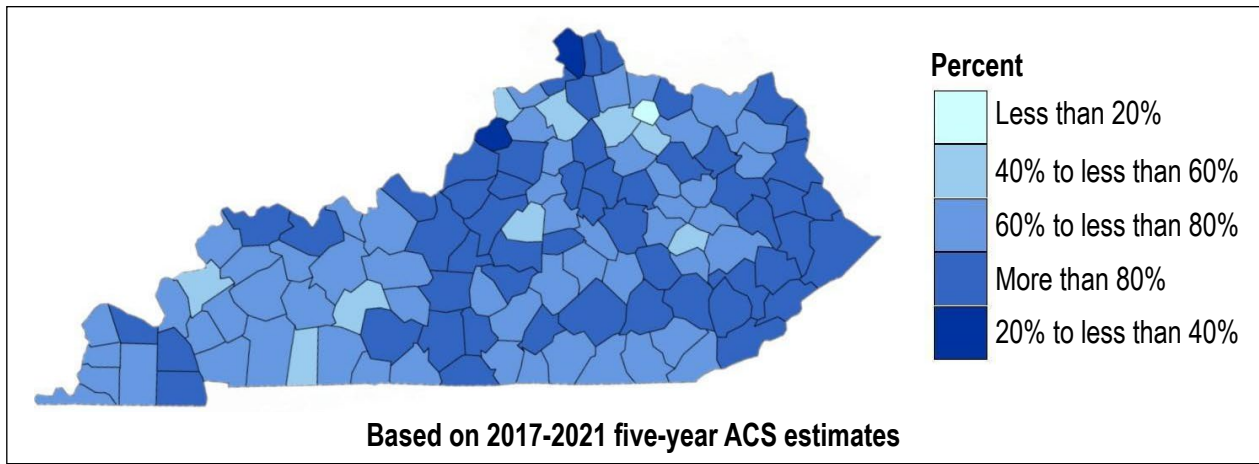 Percent
Less than 20%
40% to less than 60%
60% to less than 80%
More than 80%
20% to less than 40%
Based on 2017-2021 five-year ACS estimates